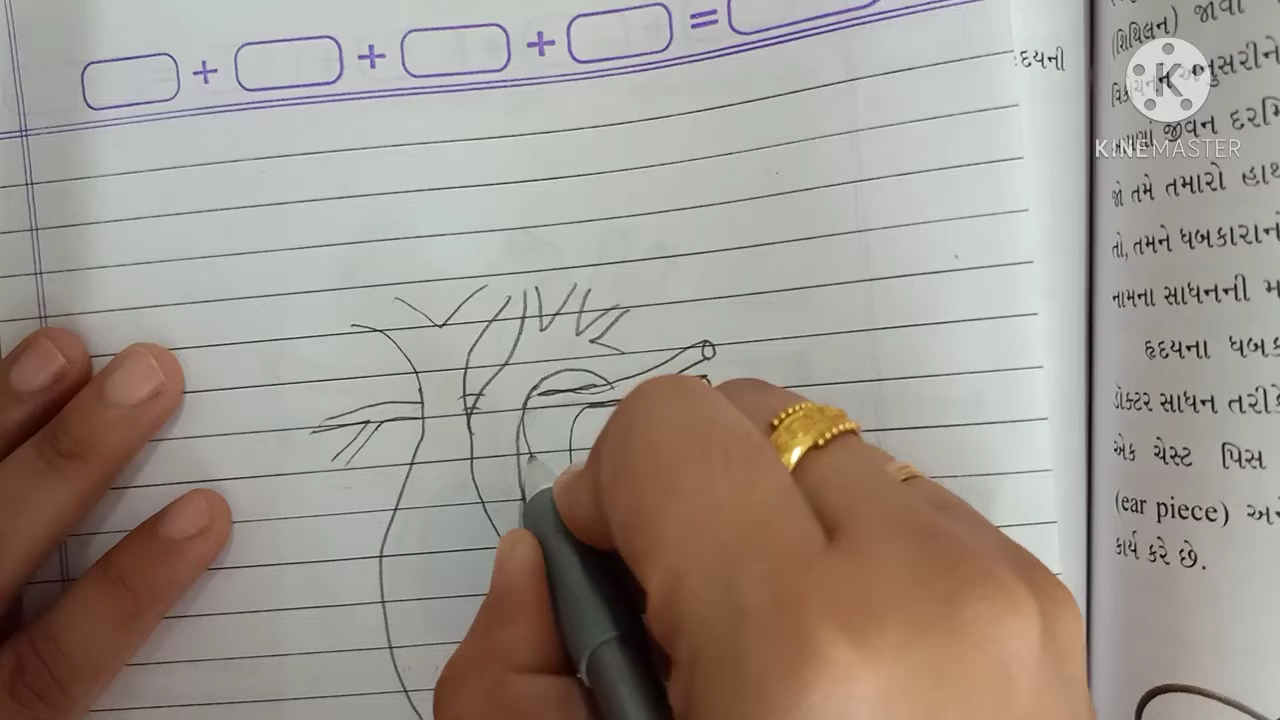 + + + =
દયની
(શિથિલન) જોવા
અનુસરીને
જીવન દરમિ
જો તમે તમારો હાથ
તો, તમને ધબકારાનો
નામના સાધનની મ
હૃદયના ધબક
ડૉક્ટર સાધન તરીકે
એક ચેસ્ટ પિસ
(ear piece) અને
કાર્ય કરે છે.
KINEMASTER